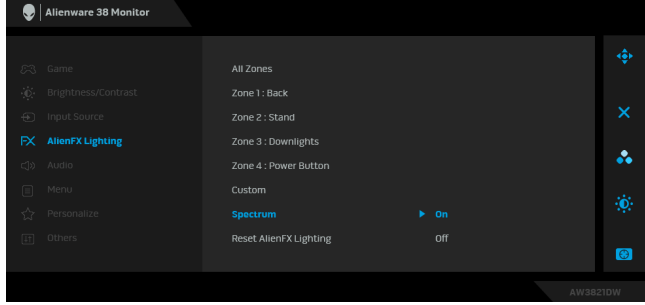 Alienware 38 Monitor
Game
Brightness/Contrast
Input Source
AlienFX Lighting
Audio
Menu
Personalize
Others
All Zones
Zone 1 : Back
Zone 2 : Stand
Zone 3 : Downlights
Zone 4 : Power Button
Custom
Spectrum On
Reset AlienFX Lighting Off
AW3821DW